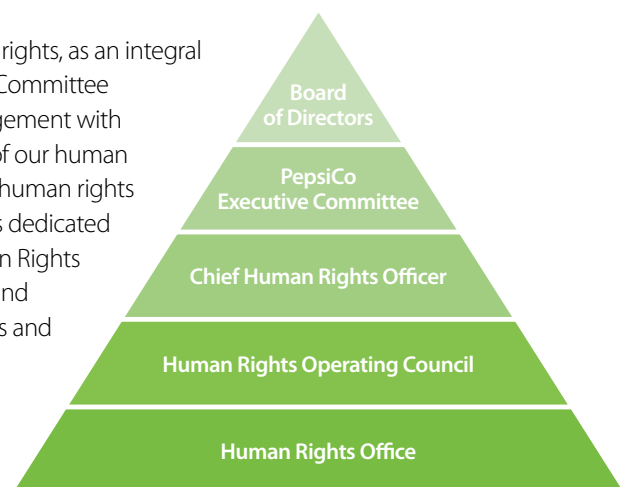 rights, as an integral
Committee
gement with
of our human
human rights
s dedicated
n Rights
nd
s and
Board
of Directors
PepsiCo
Executive Committee
Chief Human Rights Officer
Human Rights Operating Council
Human Rights Office